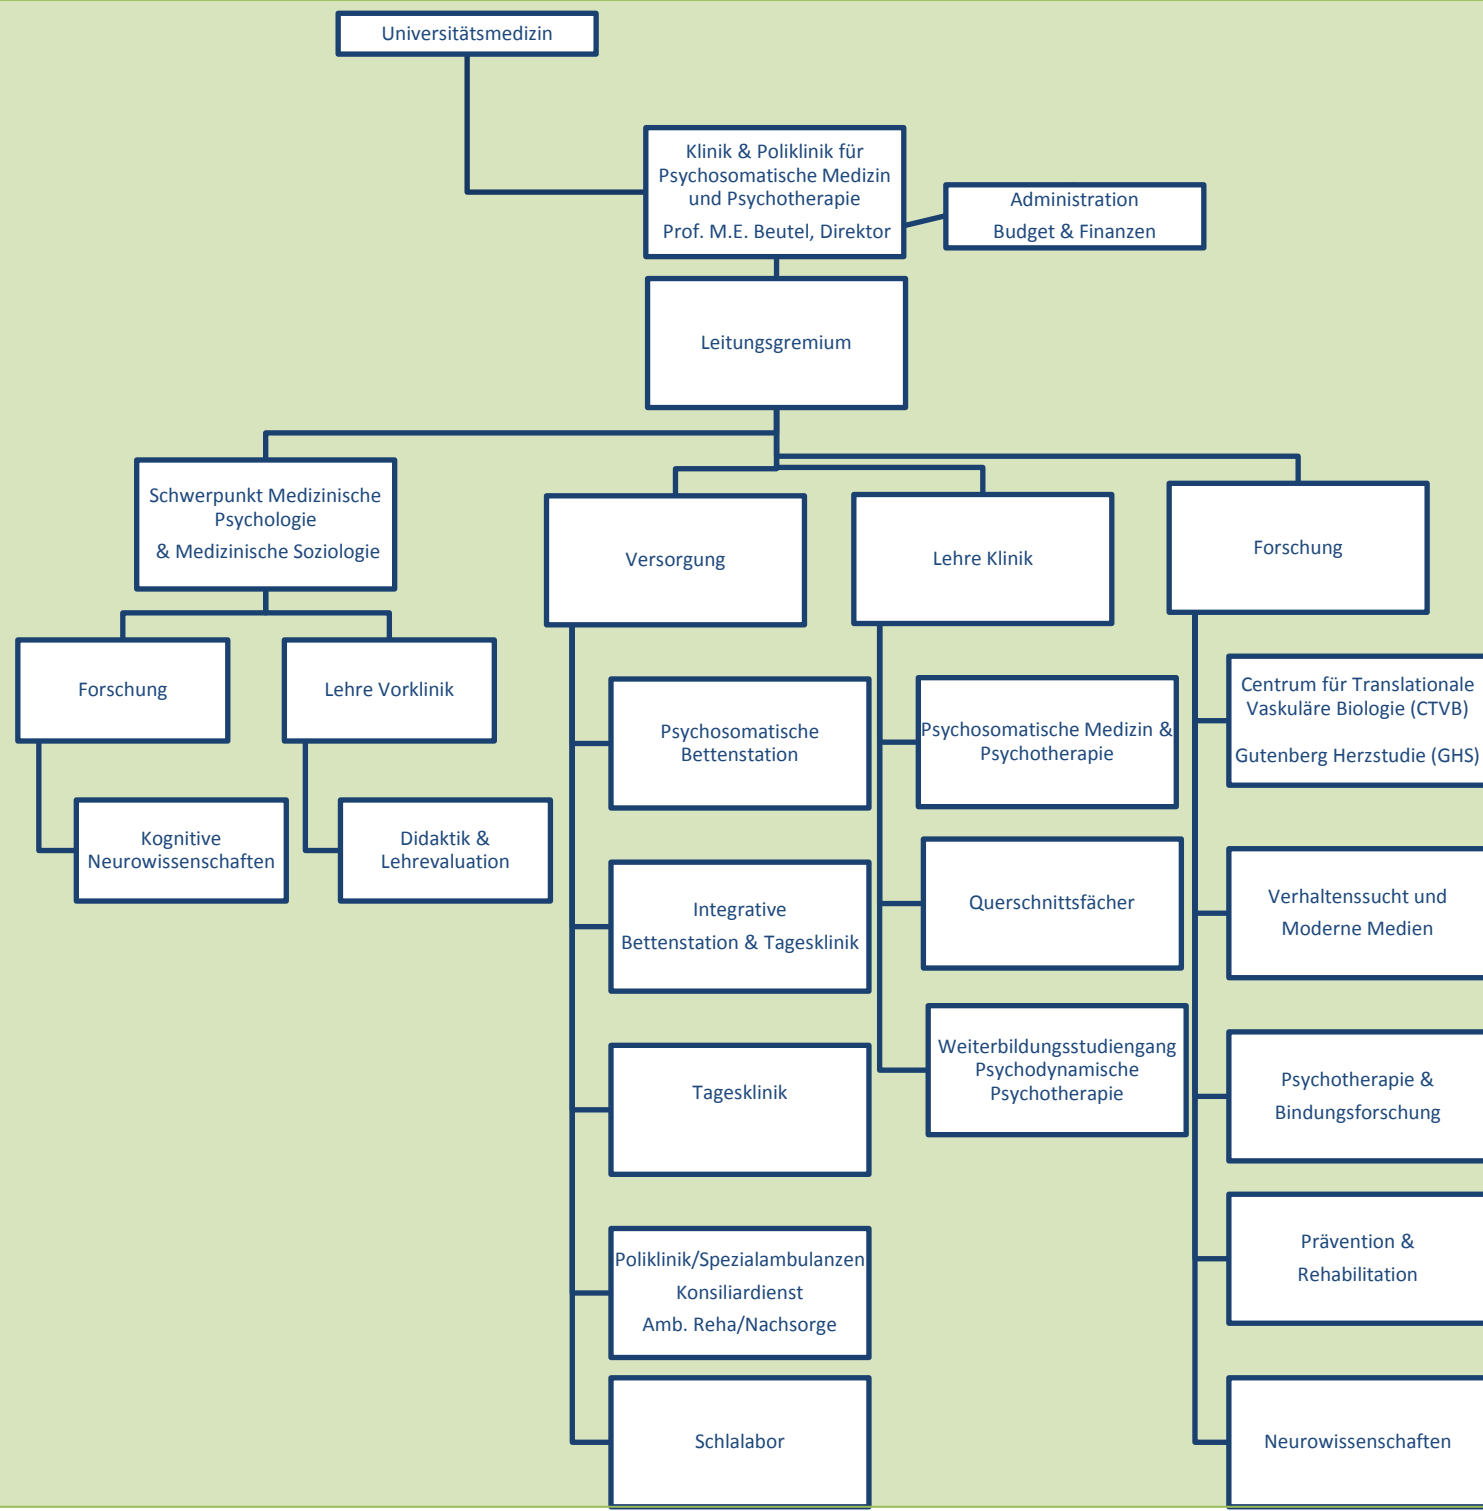 Universitätsmedizin
Klinik & Poliklinik für
Psychosomatische Medizin
und Psychotherapie
Prof. M.E. Beutel, Direktor
Administration
Budget & Finanzen
Leitungsgremium
Schwerpunkt Medizinische
Psychologie
& Medizinische Soziologie
Forschung
Kognitive
Neurowissenschaften
Lehre Vorklinik
Didaktik &
Lehrevaluation
Versorgung
Psychosomatische
Bettenstation
Integrative
Bettenstation & Tagesklinik
Tagesklinik
Poliklinik/Spezialambulanzen
Konsiliardienst
Amb. Reha/Nachsorge
Schlalabor
Lehre Klinik
Psychosomatische Medizin &
Psychotherapie
Querschnittsfächer
Weiterbildungsstudiengang
Psychodynamische
Psychotherapie
Forschung
Centrum für Translationale
Vaskuläre Biologie (CTVB)
Gutenberg Herzstudie (GHS)
Verhaltenssucht und
Moderne Medien
Psychotherapie &
Bindungsforschung
Prävention &
Rehabilitation
Neurowissenschaften